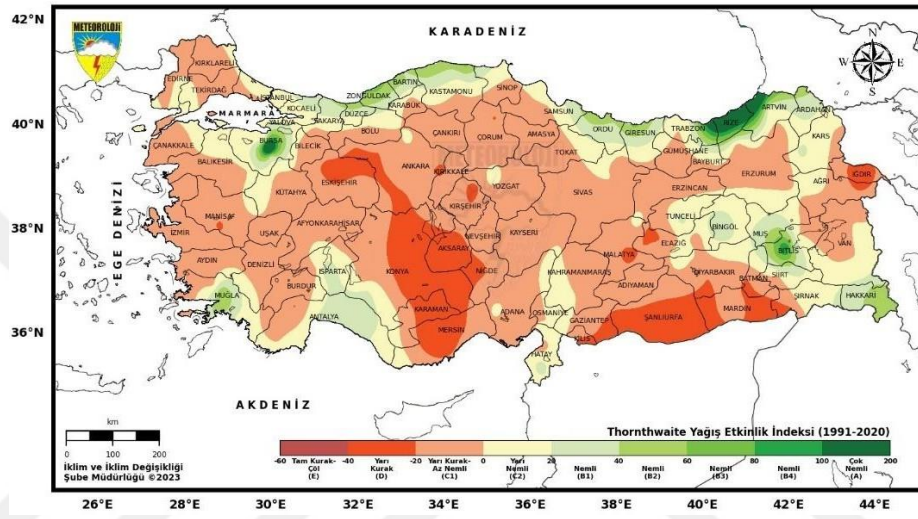 METEOROLOJİ
KARADENİZ
N
W E
S
42°N
40°N
38°N
36°N
EGE DENİZİ
MARMARA
AKDENİZ
KIRKLARELİ
EDİRNE
TEKİRDAĞ
İSTANBUL
KOCAELİ
YALOVA
SAKARYA
DÜZCE
ZONGULDAK
BARTIN
KARABÜK
KASTAMONU
SİNOP
SAMSUN
ORDU
GİRESUN
TRABZON
RİZE
ARTVİN
ARDAHAN
ÇANAKKALE
BALIKESİR
BURSA
BİLECİK
BOLU
ÇANKIRI
ÇORUM
AMASYA
TOKAT
GÜMÜŞHANE
BAYBURT
KARS
ESKİŞEHİR
ANKARA
KIRIKKALE
METEOROLOJİ
YOZGAT
SİVAS
ERZİNCAN
ERZURUM
AĞRI
IĞDIR
KÜTAHYA
KIRŞEHİR
TUNCELİ
MANİSA
İZMİR
UŞAK
AFYONKARAHİSAR
AKSARAY
NEVŞEHİR
KAYSERİ
MALATYA
ELAZIĞ
BİNGÖL
MUŞ
BİTLİS
VAN
AYDIN
DENİZLİ
ISPARTA
BURDUR
KONYA
NİĞDE
KAHRAMANMARAŞ
ADIYAMAN
DİYARBAKIR
BATMAN
SİİRT
ŞIRNAK
HAKKARİ
MUĞLA
ANTALYA
KARAMAN
MERSİN
ADANA
OSMANİYE
GAZİANTEP
KİLİS
ŞANLIURFA
MARDİN
HATAY
km
0 100 200
İklim ve İklim Değişikliği
Şube Müdürlüğü ©2023
Thornthwaite Yağış Etkinlik İndeksi (1991-2020)
-60 -40 -20 0 20 40 60 80 100 200
Tam Kurak-
Çöl
(E)
Yarı
Kurak
(D)
Yarı Kurak-
Az Nemli
(C1)
Yarı
Nemli
(C2)
Nemli
(B1)
Nemli
(B2)
Nemli
(B3)
Nemli
(B4)
Çok
Nemli
(A)
26°E 28°E 30°E 32°E 34°E 36°E 38°E 40°E 42°E 44°E